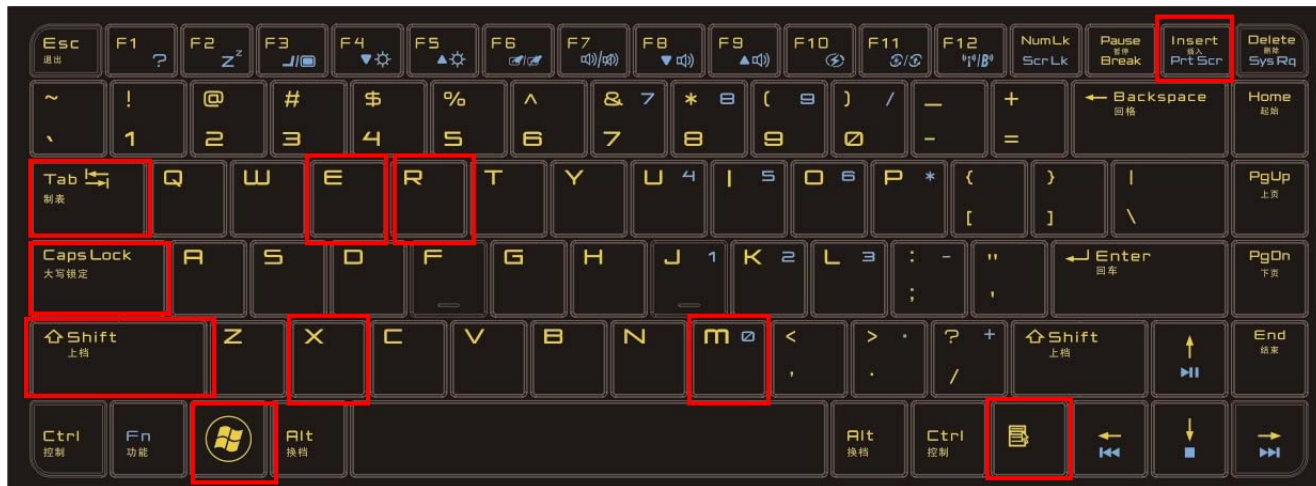 Esc F1 F2 F3 F4 F5 F6 F7 F8 F9 F10 F11 F12 NumLk Pause Insert Delete
退出 ? Zz 暂停 插入 删除
ScrLk Break Prt Scr Sys Rq
~ ! @ # $ % ^ & 7 * 8 ( 9 ) / _ + ← Backspace Home
回格 起始
` 1 2 3 4 5 6 7 8 9 0 - =
Tab Q W E R T Y U 4 I 5 O 6 P * { } | PgUp
制表 上页
[ ] \
Caps Lock A S D F G H J 1 K 2 L 3 : - " Enter PgDn
大写锁定 回车 下页
; '
Shift Z X C V B N M 0 < > . ? + Shift End
上档 上档 结束
, . /
Ctrl Fn Alt Alt Ctrl
控制 功能 换档 换档 控制